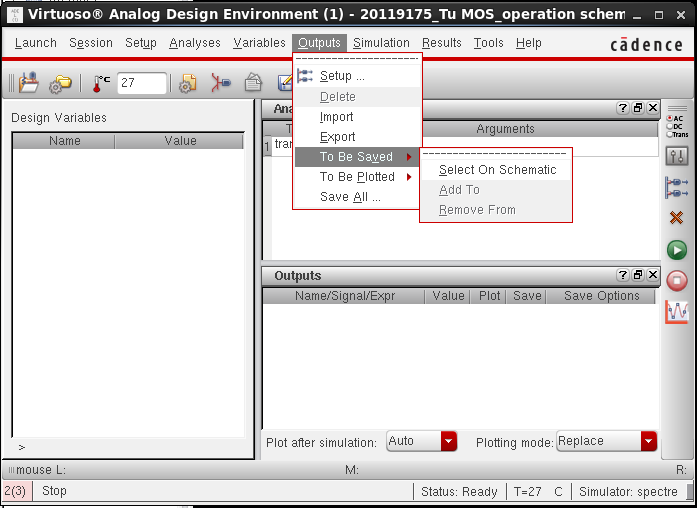 Virtuoso® Analog Design Environment (1) - 20119175_Tu MOS_operation schem
Launch Session Setup Analyses Variables Outputs Simulation Results Tools Help
cādence
27
Setup ...
Delete
Import
Export
To Be Saved
To Be Plotted
Save All ...
Select On Schematic
Add To
Remove From
Design Variables
Name Value
>
Ana
T Arguments
1 tran
AC
DC
Trans
Outputs
Name/Signal/Expr Value Plot Save Save Options
Plot after simulation: Auto Plotting mode: Replace
mouse L: M: R:
2(3) Stop Status: Ready T=27 C Simulator: spectre